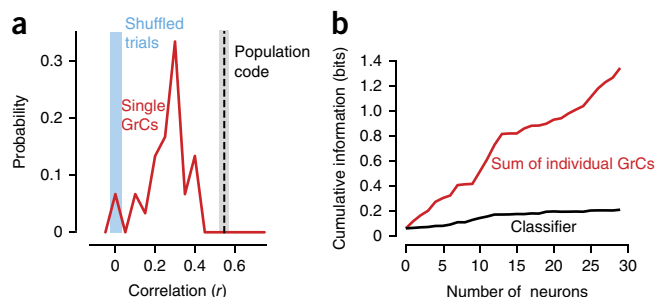 a
Shuffled
trials
Population
code
Single
GrCs
0.3
0.2
0.1
0
Probability
0
0.2
0.4
0.6
Correlation (r)
b
1.4
1.2
1.0
0.8
0.6
0.4
0.2
0
Cumulative information (bits)
Sum of individual GrCs
Classifier
0
5
10
15
20
25
30
Number of neurons